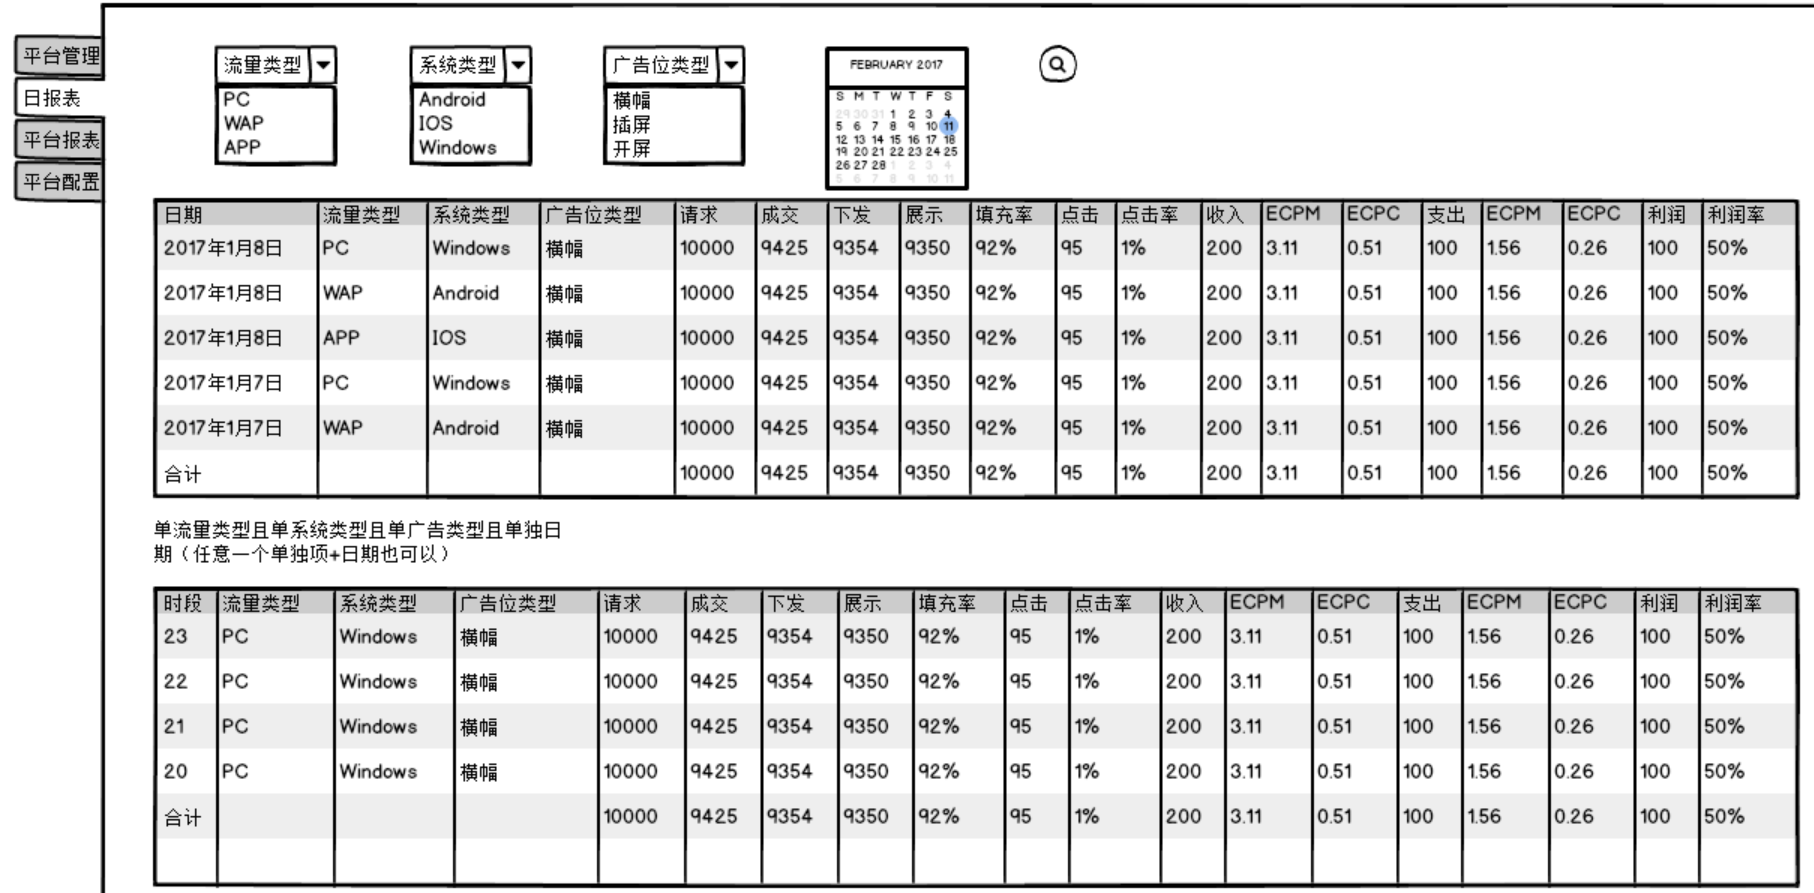 平台管理
日报表
平台报表
平台配置
流量类型
PC
WAP
APP
系统类型
Android
IOS
Windows
广告位类型
横幅
插屏
开屏
FEBRUARY 2017
S M T W T F S
29 30 31 1 2 3 4
5 6 7 8 9 10 11
12 13 14 15 16 17 18
19 20 21 22 23 24 25
26 27 28 1 2 3 4
5 6 7 8 9 10 11
日期 流量类型 系统类型 广告位类型 请求 成交 下发 展示 填充率 点击 点击率 收入 ECPM ECPC 支出 ECPM ECPC 利润 利润率
2017年1月8日 PC Windows 横幅 10000 9425 9354 9350 92% 95 1% 200 3.11 0.51 100 1.56 0.26 100 50%
2017年1月8日 WAP Android 横幅 10000 9425 9354 9350 92% 95 1% 200 3.11 0.51 100 1.56 0.26 100 50%
2017年1月8日 APP IOS 横幅 10000 9425 9354 9350 92% 95 1% 200 3.11 0.51 100 1.56 0.26 100 50%
2017年1月7日 PC Windows 横幅 10000 9425 9354 9350 92% 95 1% 200 3.11 0.51 100 1.56 0.26 100 50%
2017年1月7日 WAP Android 横幅 10000 9425 9354 9350 92% 95 1% 200 3.11 0.51 100 1.56 0.26 100 50%
合计 10000 9425 9354 9350 92% 95 1% 200 3.11 0.51 100 1.56 0.26 100 50%
单流量类型且单系统类型且单广告类型且单独日
期（任意一个单独项+日期也可以）
时段 流量类型 系统类型 广告位类型 请求 成交 下发 展示 填充率 点击 点击率 收入 ECPM ECPC 支出 ECPM ECPC 利润 利润率
23 PC Windows 横幅 10000 9425 9354 9350 92% 95 1% 200 3.11 0.51 100 1.56 0.26 100 50%
22 PC Windows 横幅 10000 9425 9354 9350 92% 95 1% 200 3.11 0.51 100 1.56 0.26 100 50%
21 PC Windows 横幅 10000 9425 9354 9350 92% 95 1% 200 3.11 0.51 100 1.56 0.26 100 50%
20 PC Windows 横幅 10000 9425 9354 9350 92% 95 1% 200 3.11 0.51 100 1.56 0.26 100 50%
合计 10000 9425 9354 9350 92% 95 1% 200 3.11 0.51 100 1.56 0.26 100 50%